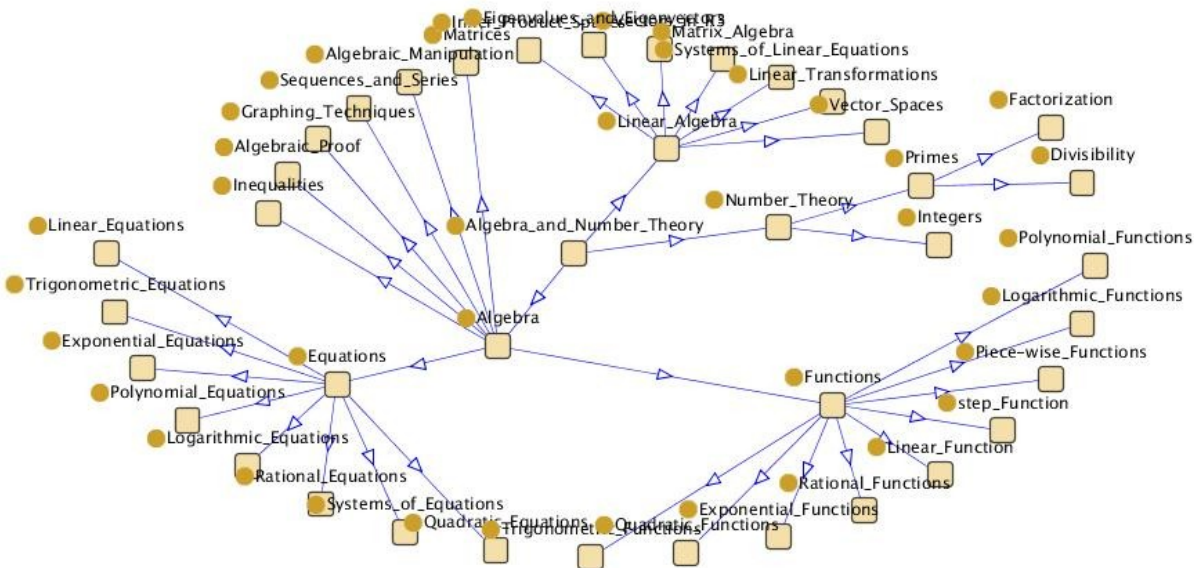 Eigenvalues_and_Eigenvectors
Matrices
Matrix_Algebra
Systems_of_Linear_Equations
Algebraic_Manipulation
Linear_Transformations
Sequences_and_Series
Vector_Spaces
Factorization
Graphing_Techniques
Linear_Algebra
Algebraic_Proof
Primes
Divisibility
Inequalities
Number_Theory
Integers
Linear_Equations
Algebra_and_Number_Theory
Polynomial_Functions
Trigonometric_Equations
Logarithmic_Functions
Algebra
Exponential_Equations
Equations
Piece-wise_Functions
Functions
Polynomial_Equations
step_Function
Logarithmic_Equations
Linear_Function
Rational_Equations
Rational_Functions
Systems_of_Equations
Exponential_Functions
Quadratic_Equations
Trigonometric_Functions
Quadratic_Functions